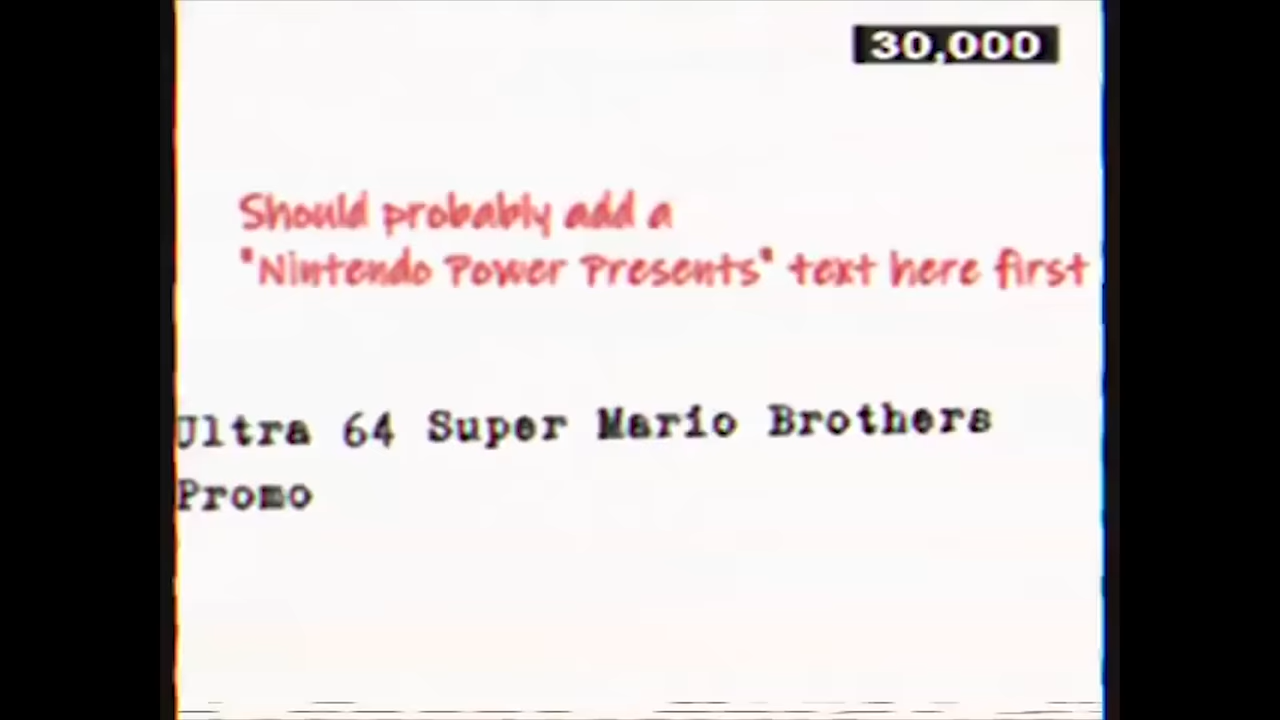 30,000
Should probably add a
"Nintendo Power Presents" text here first
Ultra 64 Super Mario Brothers
Promo